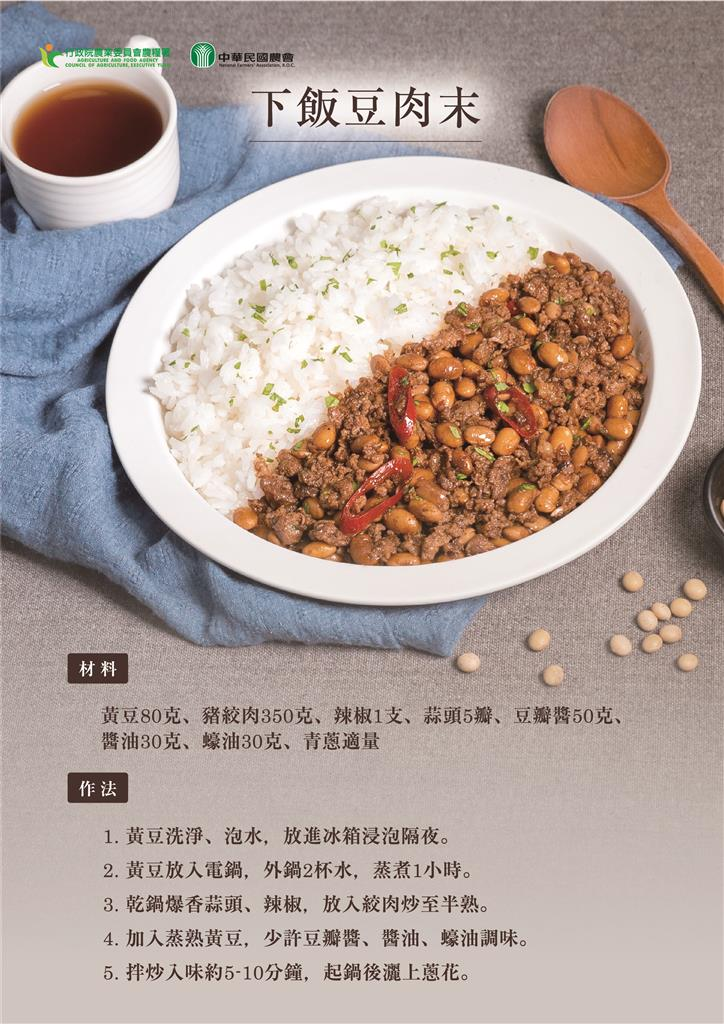 行政院農業委員會農糧署
AGRICULTURE AND FOOD AGENCY
COUNCIL OF AGRICULTURE, EXECUTIVE YUAN
中華民國農會
National Farmers' Association, R.O.C.
下飯豆肉末
材料
黃豆80克、豬絞肉350克、辣椒1支、蒜頭5瓣、豆瓣醬50克、
醬油30克、蠔油30克、青蔥適量
作法
1. 黃豆洗淨、泡水，放進冰箱浸泡隔夜。
2. 黃豆放入電鍋，外鍋2杯水，蒸煮1小時。
3. 乾鍋爆香蒜頭、辣椒，放入絞肉炒至半熟。
4. 加入蒸熟黃豆，少許豆瓣醬、醬油、蠔油調味。
5. 拌炒入味約5-10分鐘，起鍋後灑上蔥花。